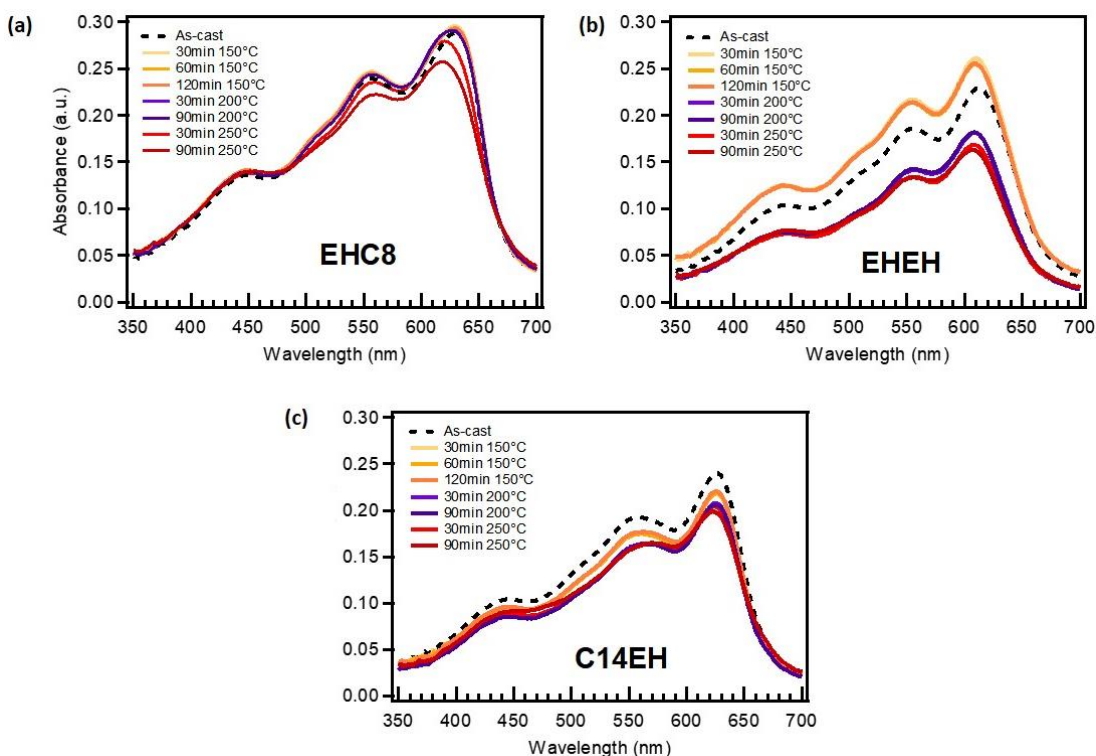 (a)
0.30
0.25
0.20
0.15
0.10
0.05
0.00
Absorbance (a.u.)
As-cast
30min 150°C
60min 150°C
120min 150°C
30min 200°C
90min 200°C
30min 250°C
90min 250°C
EHC8
350 400 450 500 550 600 650 700
Wavelength (nm)
(b)
0.30
0.25
0.20
0.15
0.10
0.05
0.00
As-cast
30min 150°C
60min 150°C
120min 150°C
30min 200°C
90min 200°C
30min 250°C
90min 250°C
EHEH
350 400 450 500 550 600 650 700
Wavelength (nm)
(c)
0.30
0.25
0.20
0.15
0.10
0.05
0.00
As-cast
30min 150°C
60min 150°C
120min 150°C
30min 200°C
90min 200°C
30min 250°C
90min 250°C
C14EH
350 400 450 500 550 600 650 700
Wavelength (nm)